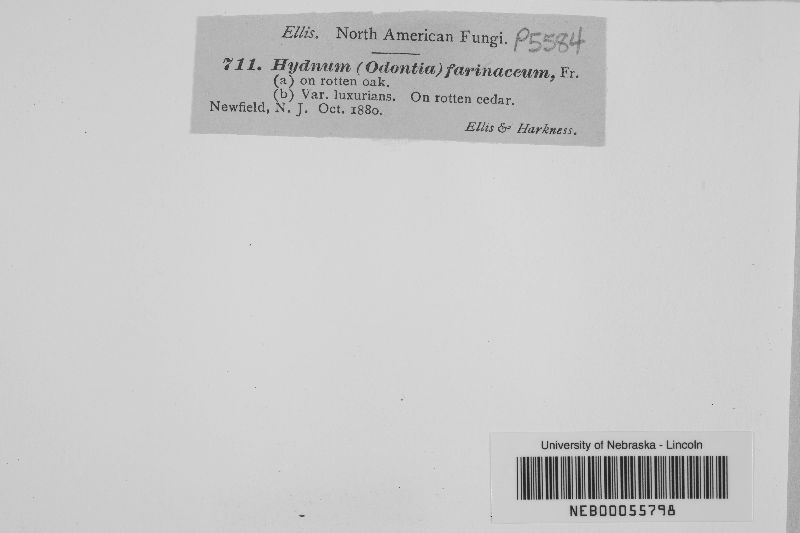 Ellis. North American Fungi. P5584
711. Hydnum (Odontia) farinaceum, Fr.
(a) on rotten oak.
(b) Var. luxurians. On rotten cedar.
Newfield, N. J. Oct. 1880.
Ellis & Harkness.
University of Nebraska - Lincoln
NEB00055798